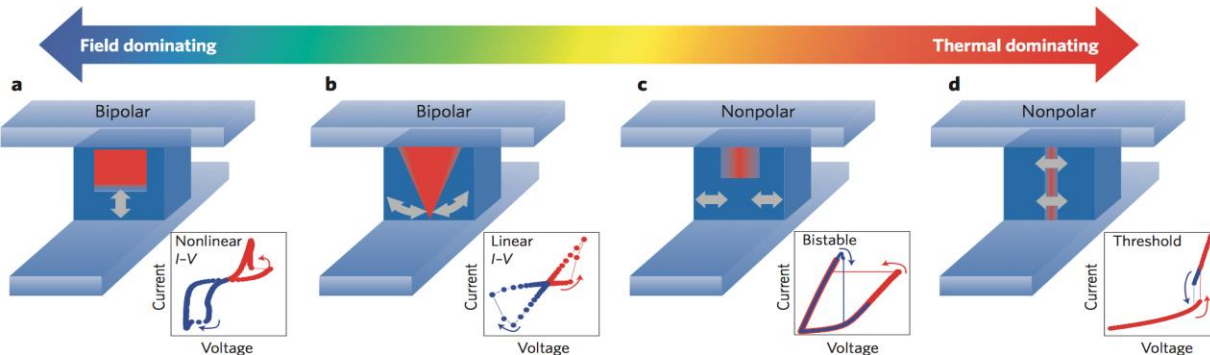 Field dominating
Thermal dominating
a
Bipolar
Nonlinear
I–V
Current
Voltage
b
Bipolar
Linear
I–V
Current
Voltage
c
Nonpolar
Bistable
Current
Voltage
d
Nonpolar
Threshold
Current
Voltage